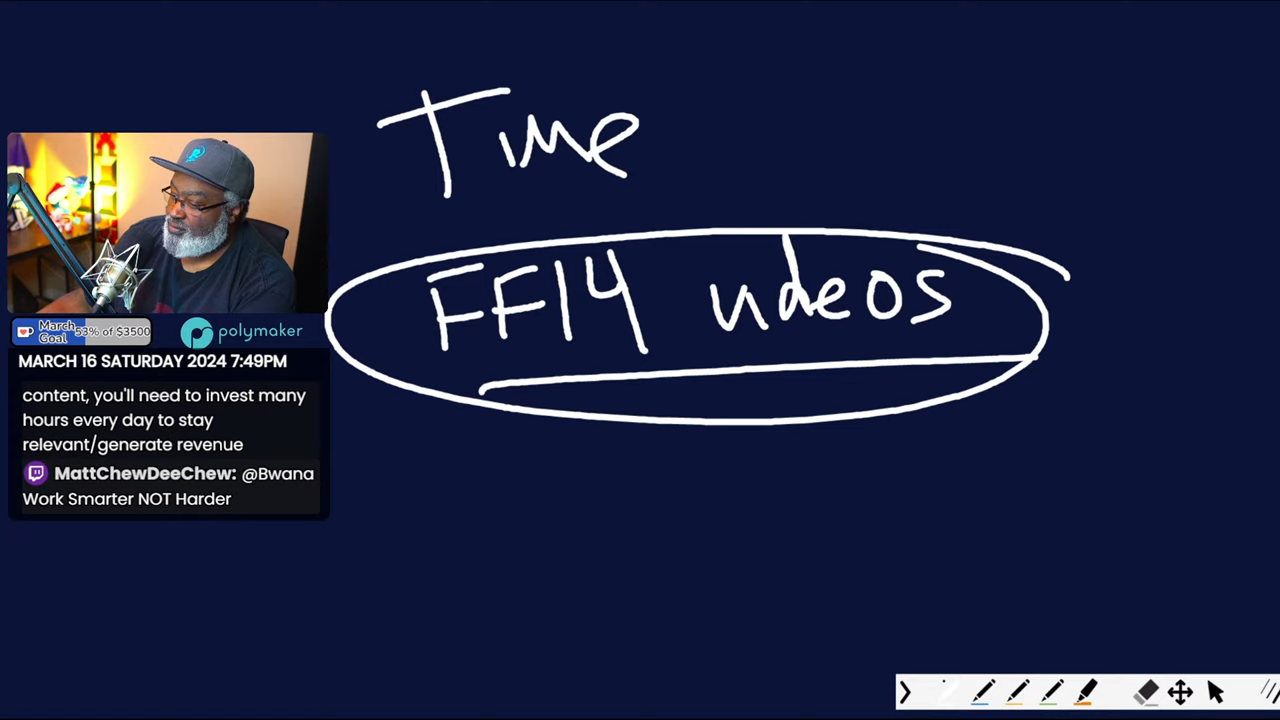 Time
FF14 videos
March
Goal
53% of $3500
polymaker
MARCH 16 SATURDAY 2024 7:49PM
content, you'll need to invest many
hours every day to stay
relevant/generate revenue
MattChewDeeChew: @Bwana
Work Smarter NOT Harder